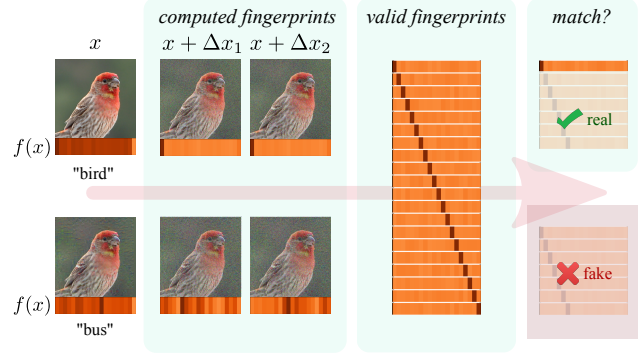 computed fingerprints
valid fingerprints
match?
x
x + Δx₁
x + Δx₂
f(x)
"bird"
real
f(x)
"bus"
fake